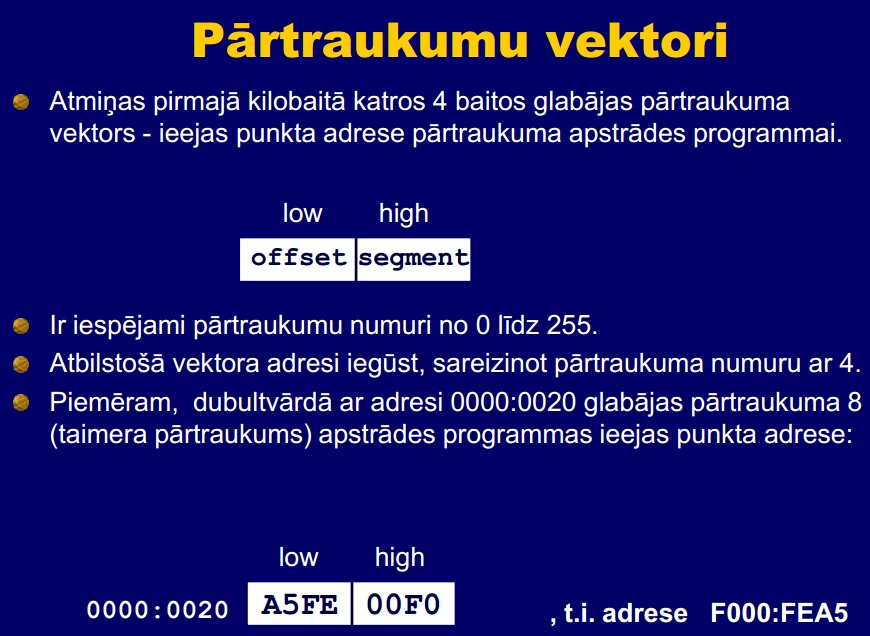 Pārtraukumu vektori
Atmiņas pirmajā kilobaitā katros 4 baitos glabājas pārtraukuma
vektors - ieejas punkta adrese pārtraukuma apstrādes programmai.
low high
offset segment
Ir iespējami pārtraukumu numuri no 0 līdz 255.
Atbilstošā vektora adresi iegūst, sareizinot pārtraukuma numuru ar 4.
Piemēram, dubultvārdā ar adresi 0000:0020 glabājas pārtraukuma 8
(taimera pārtraukums) apstrādes programmas ieejas punkta adrese:
low high
0000:0020 A5FE 00F0 , t.i. adrese F000:FEA5